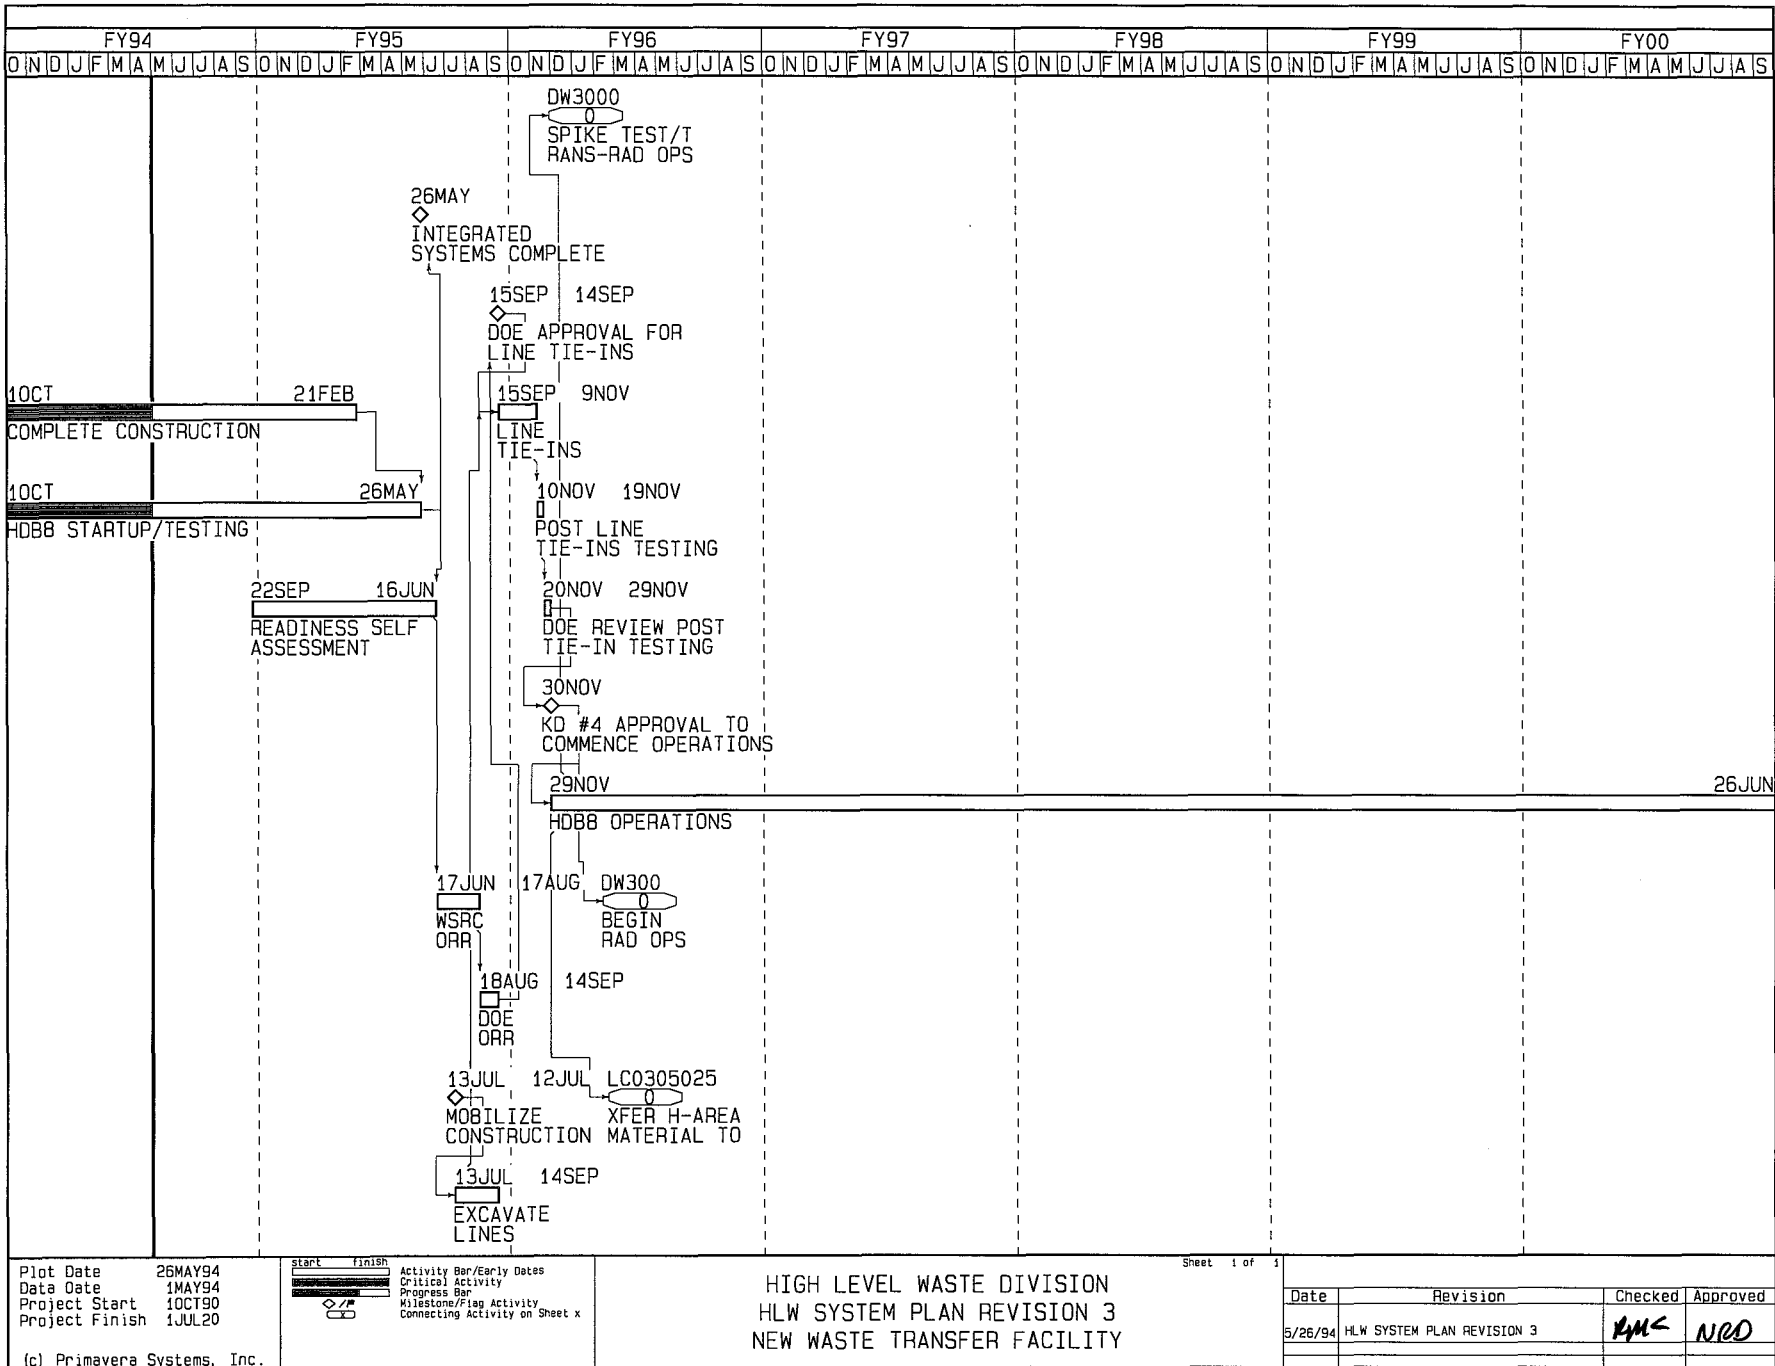 FY94 FY95 FY96 FY97 FY98 FY99 FY00
O N D J F M A M J J A S O N D J F M A M J J A S O N D J F M A M J J A S O N D J F M A M J J A S O N D J F M A M J J A S O N D J F M A M J J A S O N D J F M A M J J A S
DW3000
0
SPIKE TEST/T
RANS-RAD OPS
26MAY
INTEGRATED
SYSTEMS COMPLETE
15SEP 14SEP
DOE APPROVAL FOR
LINE TIE-INS
1OCT 21FEB
COMPLETE CONSTRUCTION
15SEP 9NOV
LINE
TIE-INS
1OCT 26MAY
HDB8 STARTUP/TESTING
10NOV 19NOV
POST LINE
TIE-INS TESTING
22SEP 16JUN
READINESS SELF
ASSESSMENT
20NOV 29NOV
DOE REVIEW POST
TIE-IN TESTING
30NOV
KD #4 APPROVAL TO
COMMENCE OPERATIONS
29NOV 26JUN
HDB8 OPERATIONS
17JUN 17AUG
WSRC
ORR
DW300
0
BEGIN
RAD OPS
18AUG 14SEP
DOE
ORR
13JUL 12JUL
MOBILIZE
CONSTRUCTION
LC0305025
0
XFER H-AREA
MATERIAL TO
13JUL 14SEP
EXCAVATE
LINES
Plot Date 26MAY94
Data Date 1MAY94
Project Start 1OCT90
Project Finish 1JUL20
(c) Primavera Systems, Inc.
start finish
Activity Bar/Early Dates
Critical Activity
Progress Bar
Milestone/Flag Activity
Connecting Activity on Sheet x
HIGH LEVEL WASTE DIVISION
HLW SYSTEM PLAN REVISION 3
NEW WASTE TRANSFER FACILITY
Sheet 1 of 1
Date Revision Checked Approved
5/26/94 HLW SYSTEM PLAN REVISION 3 NRD